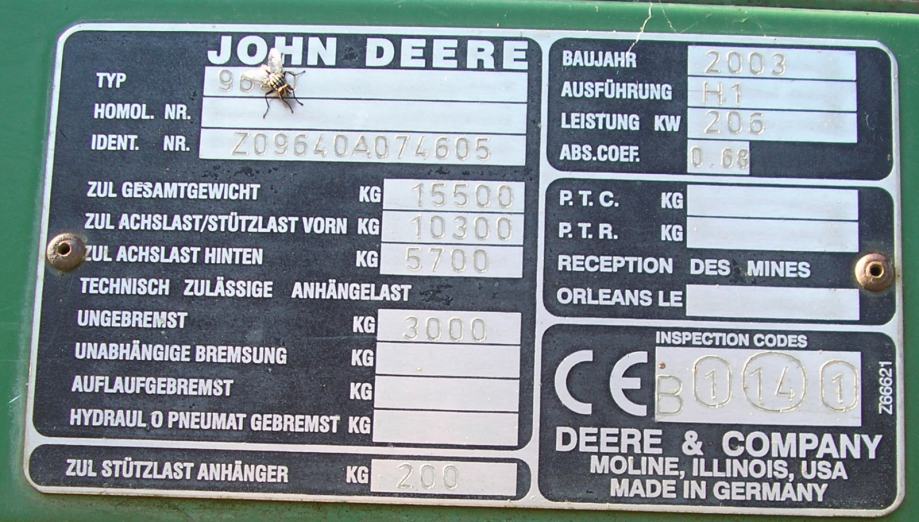 JOHN DEERE
TYP
HOMOL. NR.
IDENT. NR. Z09640A074605
ZUL GESAMTGEWICHT KG 15500
ZUL ACHSLAST/STÜTZLAST VORN KG 10300
ZUL ACHSLAST HINTEN KG 5700
TECHNISCH ZULÄSSIGE ANHÄNGELAST
UNGEBREMST KG 3000
UNABHÄNGIGE BREMSUNG KG
AUFLAUFGEBREMST KG
HYDRAUL O PNEUMAT GEBREMST KG
ZUL STÜTZLAST ANHÄNGER KG 200
BAUJAHR 2003
AUSFÜHRUNG H1
LEISTUNG KW 206
ABS.COEF. 0.68
P.T.C. KG
P.T.R. KG
RECEPTION DES MINES
ORLEANS LE
INSPECTION CODES
CE B 1 14 1
DEERE & COMPANY
MOLINE, ILLINOIS, USA
MADE IN GERMANY
Z66621